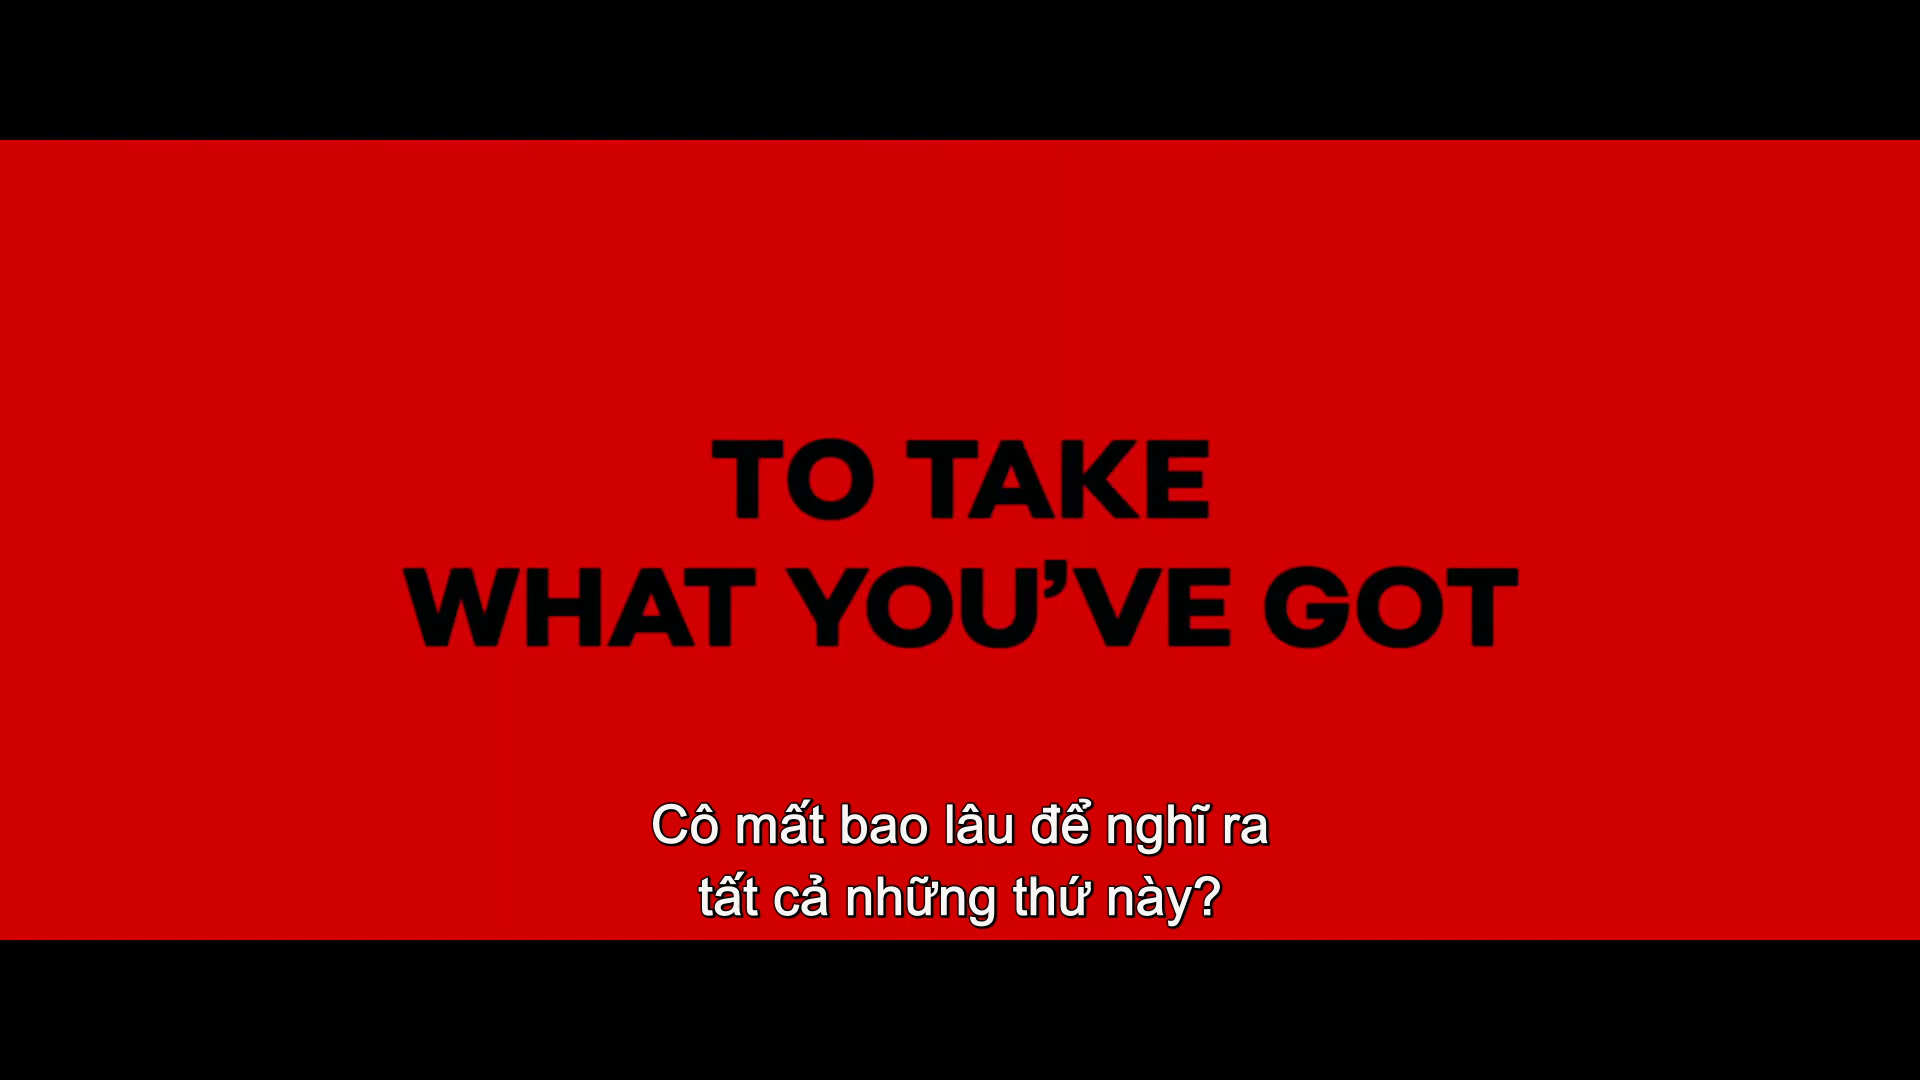 TO TAKE
WHAT YOU’VE GOT
Cô mất bao lâu để nghĩ ra
tất cả những thứ này?